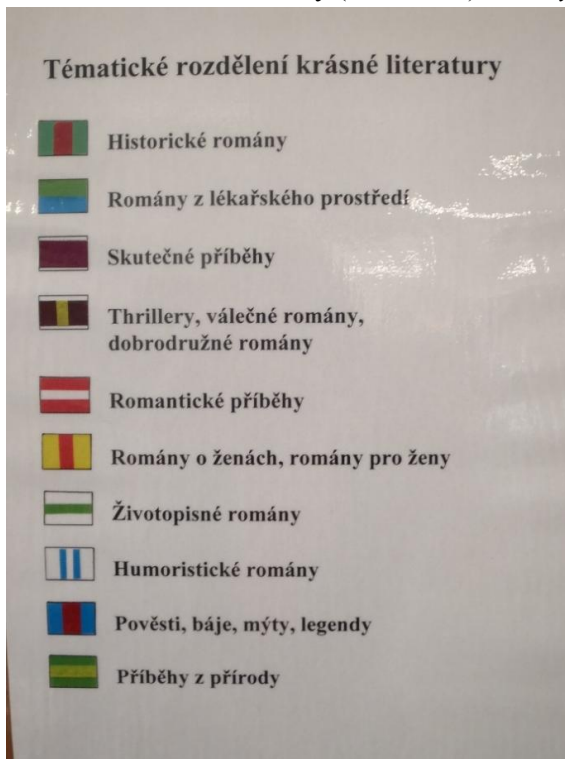 Tématické rozdělení krásné literatury
Historické romány
Romány z lékařského prostředí
Skutečné příběhy
Thrillery, válečné romány,
dobrodružné romány
Romantické příběhy
Romány o ženách, romány pro ženy
Životopisné romány
Humoristické romány
Pověsti, báje, mýty, legendy
Příběhy z přírody